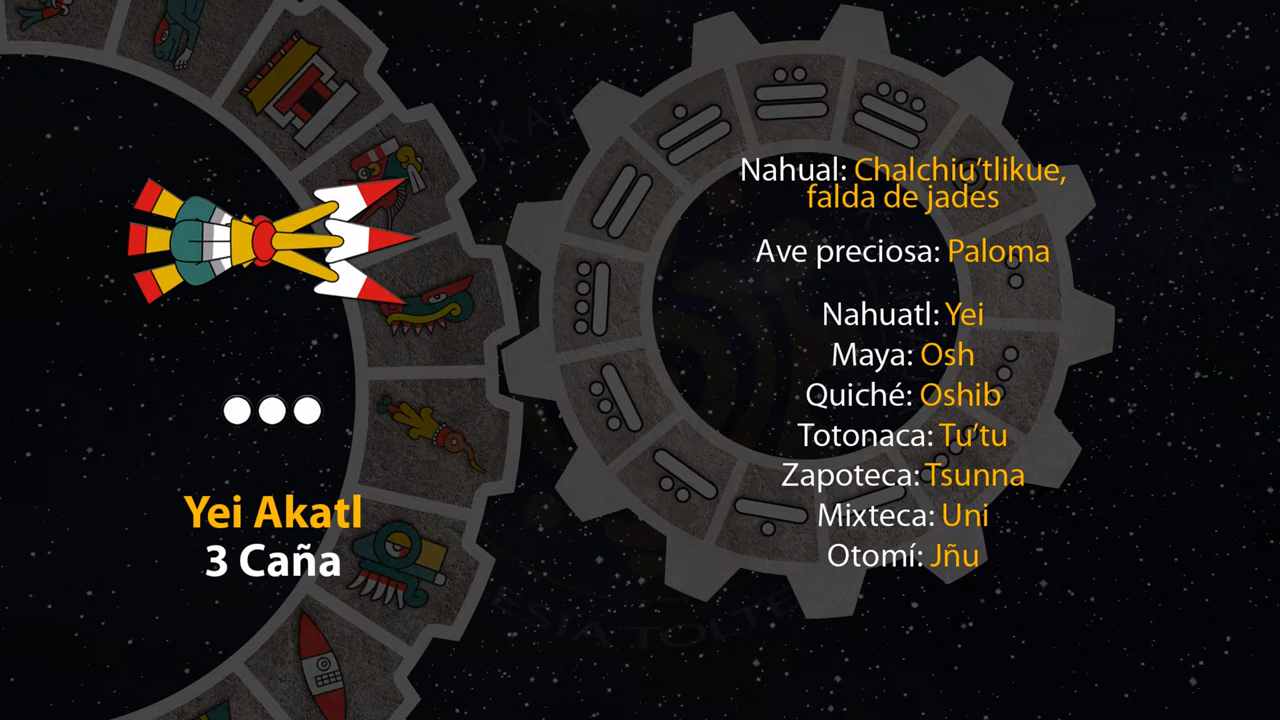 Nahual: Chalchiu’tlikue,
falda de jades
Ave preciosa: Paloma
Nahuatl: Yei
Maya: Osh
Quiché: Oshib
Totonaca: Tu’tu
Zapoteca: Tsunna
Mixteca: Uni
Otomí: Jñu
Yei Akatl
3 Caña